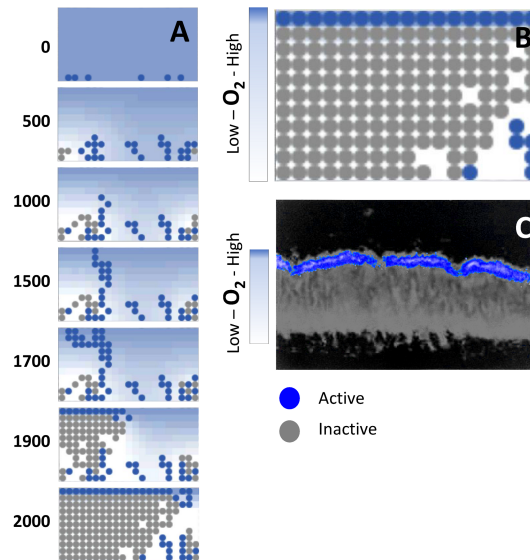 A
0
500
1000
1500
1700
1900
2000
Low – O₂ - High
B
Low – O₂ - High
C
Active
Inactive